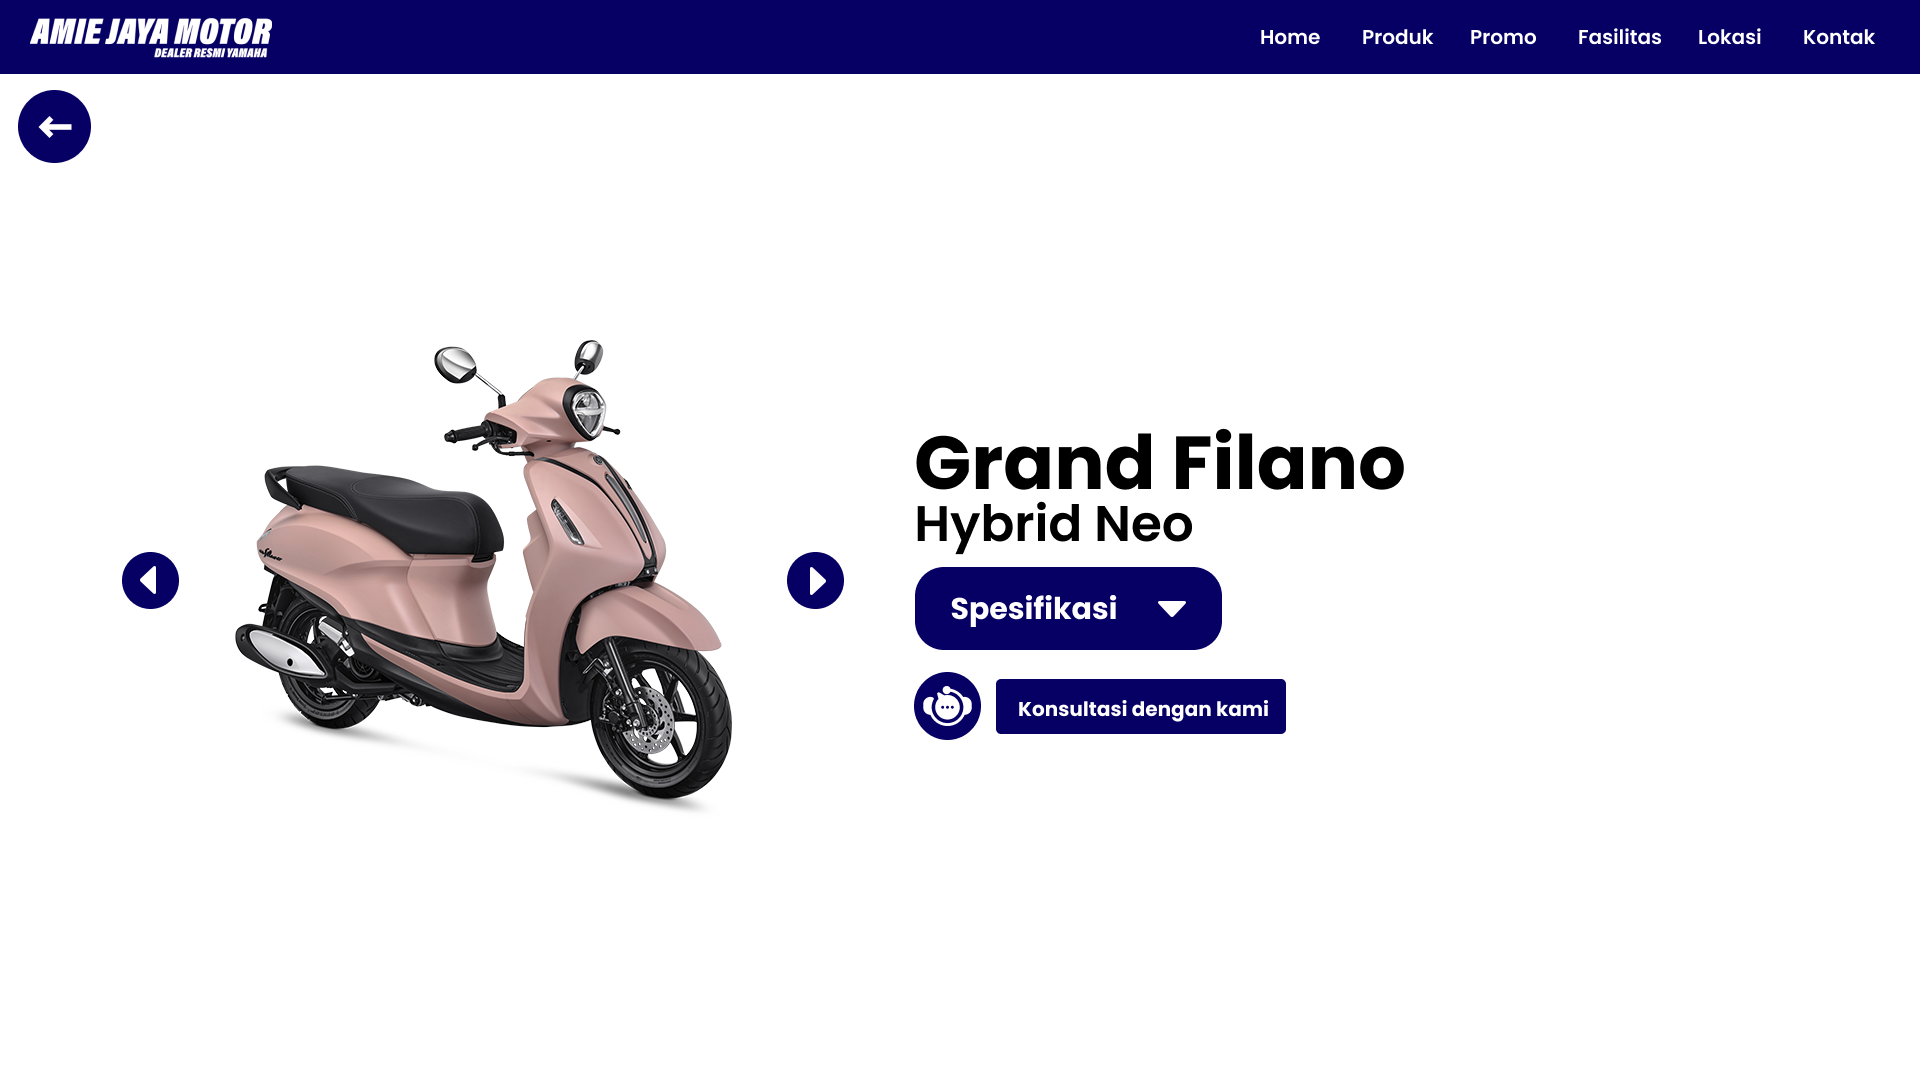 AMIE JAYA MOTOR
DEALER RESMI YAMAHA
Home Produk Promo Fasilitas Lokasi Kontak
Grand Filano
Hybrid Neo
Spesifikasi
Konsultasi dengan kami